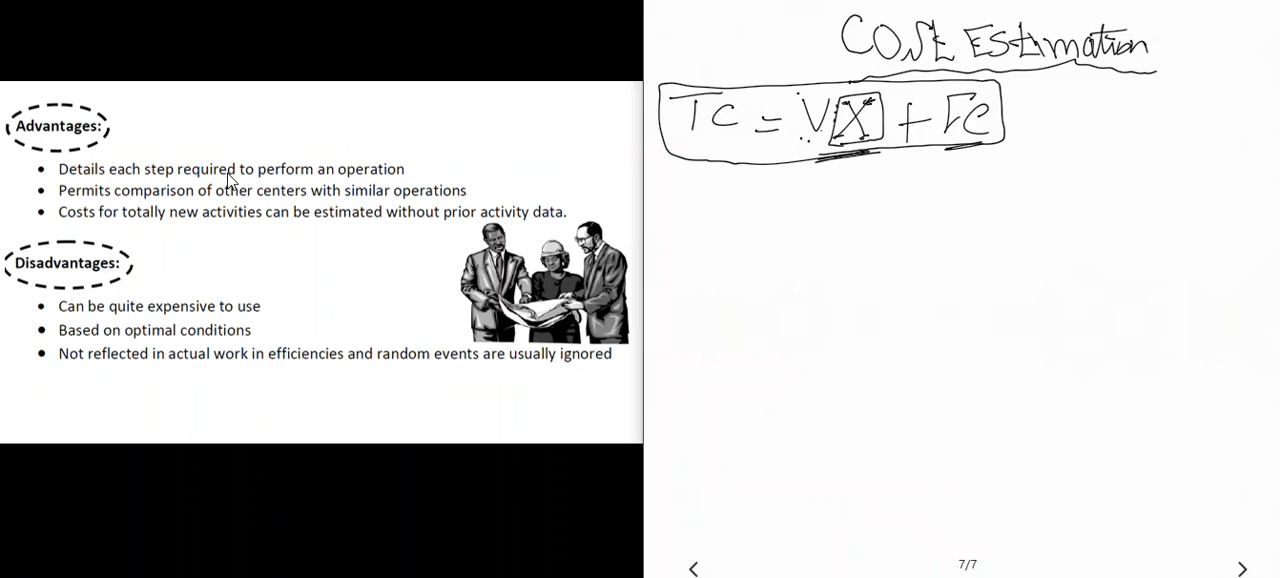 Advantages:
Details each step required to perform an operation
Permits comparison of other centers with similar operations
Costs for totally new activities can be estimated without prior activity data.
Disadvantages:
Can be quite expensive to use
Based on optimal conditions
Not reflected in actual work in efficiencies and random events are usually ignored
COSt EStimation
TC = VX + FC
7/7